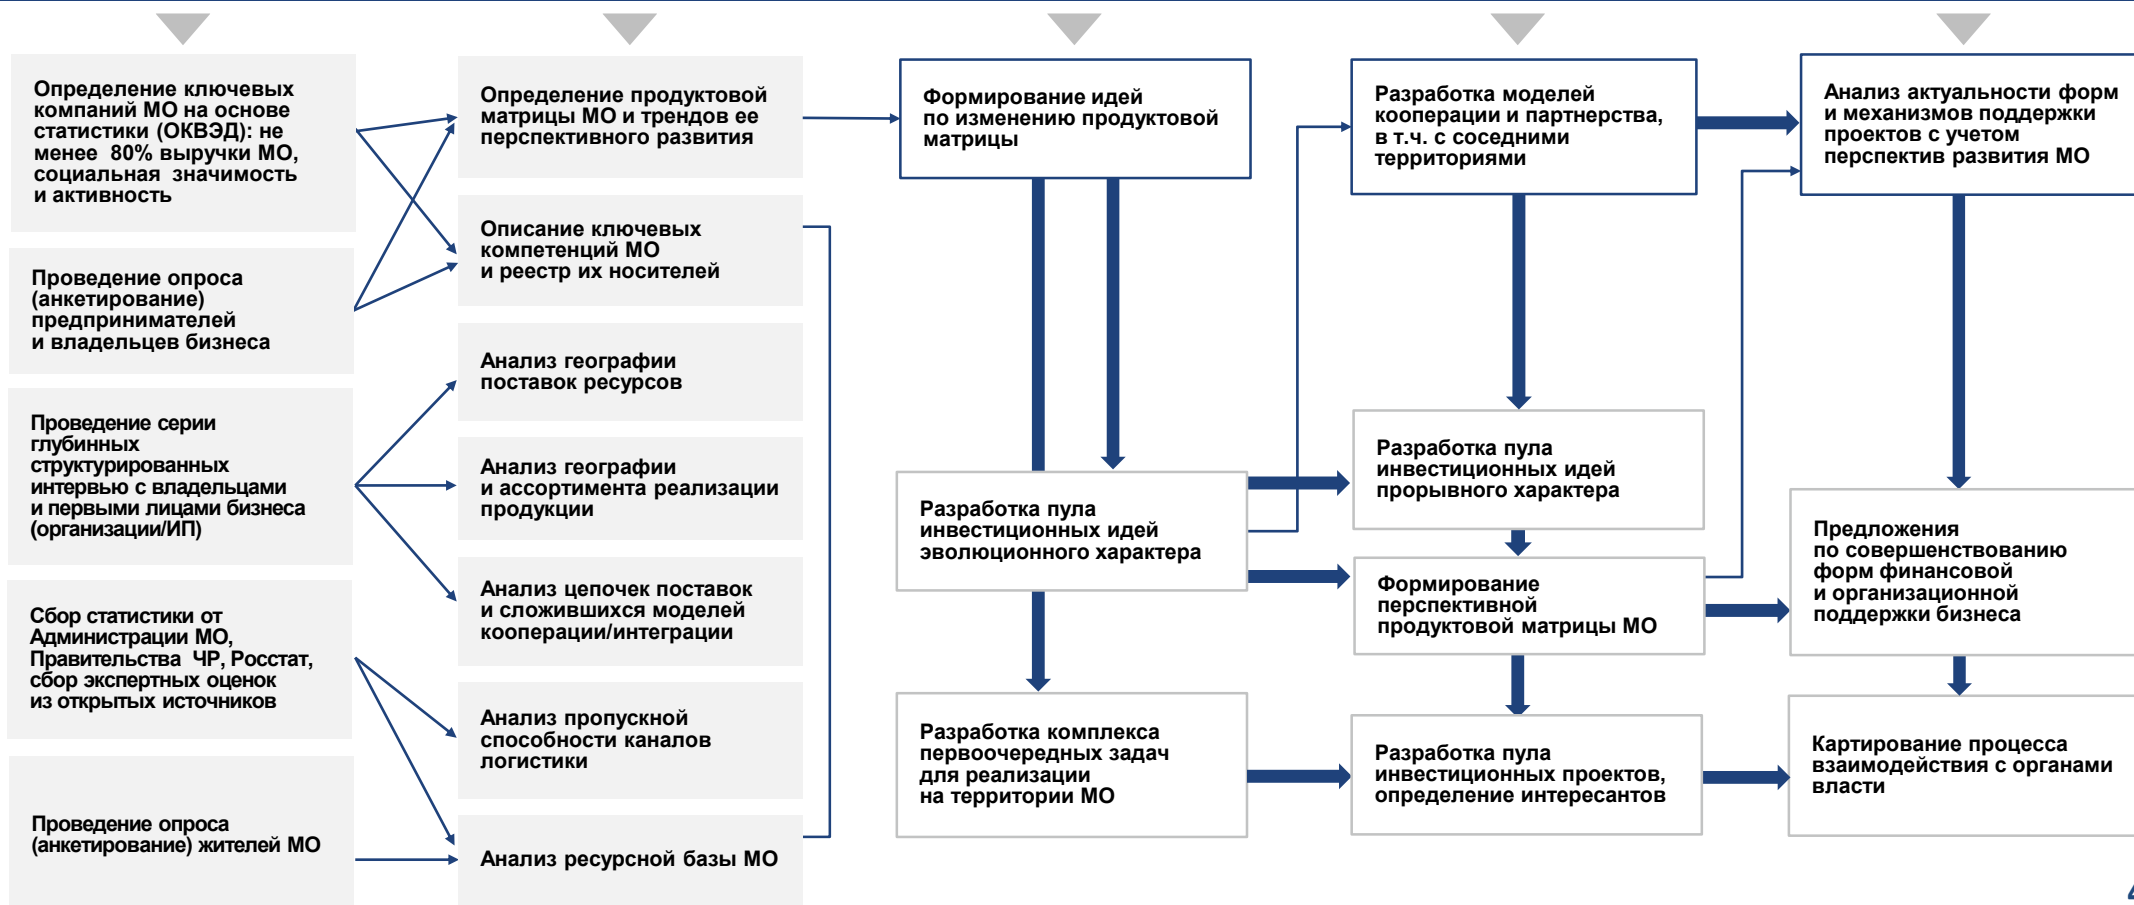 Определение ключевых
компаний МО на основе
статистики (ОКВЭД): не
менее 80% выручки МО,
социальная значимость
и активность
Проведение опроса
(анкетирование)
предпринимателей
и владельцев бизнеса
Проведение серии
глубинных
структурированных
интервью с владельцами
и первыми лицами бизнеса
(организации/ИП)
Сбор статистики от
Администрации МО,
Правительства ЧР, Росстат,
сбор экспертных оценок
из открытых источников
Проведение опроса
(анкетирование) жителей МО
Определение продуктовой
матрицы МО и трендов ее
перспективного развития
Описание ключевых
компетенций МО
и реестр их носителей
Анализ географии
поставок ресурсов
Анализ географии
и ассортимента реализации
продукции
Анализ цепочек поставок
и сложившихся моделей
кооперации/интеграции
Анализ пропускной
способности каналов
логистики
Анализ ресурсной базы МО
Формирование идей
по изменению продуктовой
матрицы
Разработка пула
инвестиционных идей
эволюционного характера
Разработка комплекса
первоочередных задач
для реализации
на территории МО
Разработка моделей
кооперации и партнерства,
в т.ч. с соседними
территориями
Разработка пула
инвестиционных идей
прорывного характера
Формирование
перспективной
продуктовой матрицы МО
Разработка пула
инвестиционных проектов,
определение интересантов
Анализ актуальности форм
и механизмов поддержки
проектов с учетом
перспектив развития МО
Предложения
по совершенствованию
форм финансовой
и организационной
поддержки бизнеса
Картирование процесса
взаимодействия с органами
власти